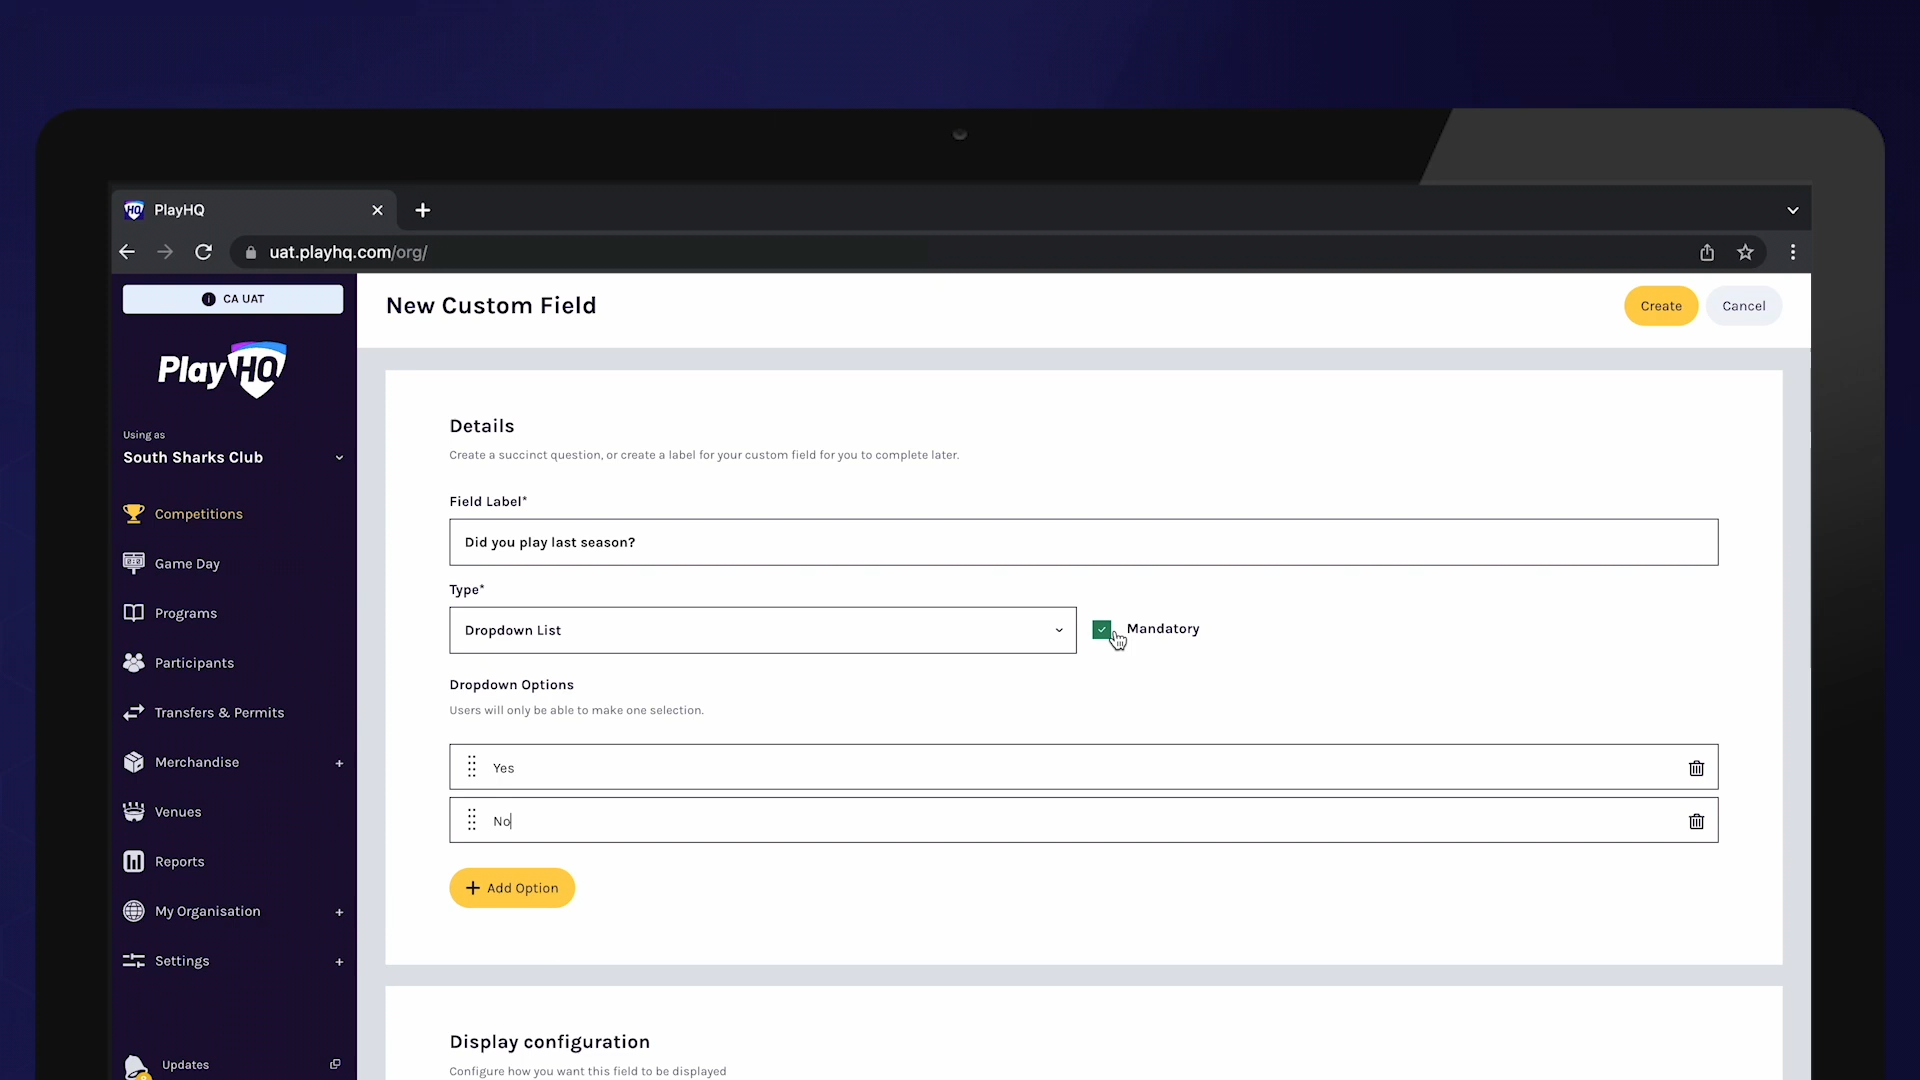 PlayHQ
uat.playhq.com/org/
CA UAT
New Custom Field
Create
Cancel
PlayHQ
Using as
South Sharks Club
Competitions
Game Day
Programs
Participants
Transfers & Permits
Merchandise
Venues
Reports
My Organisation
Settings
Updates
Details
Create a succinct question, or create a label for your custom field for you to complete later.
Field Label*
Did you play last season?
Type*
Dropdown List
Mandatory
Dropdown Options
Users will only be able to make one selection.
Yes
No
Add Option
Display configuration
Configure how you want this field to be displayed